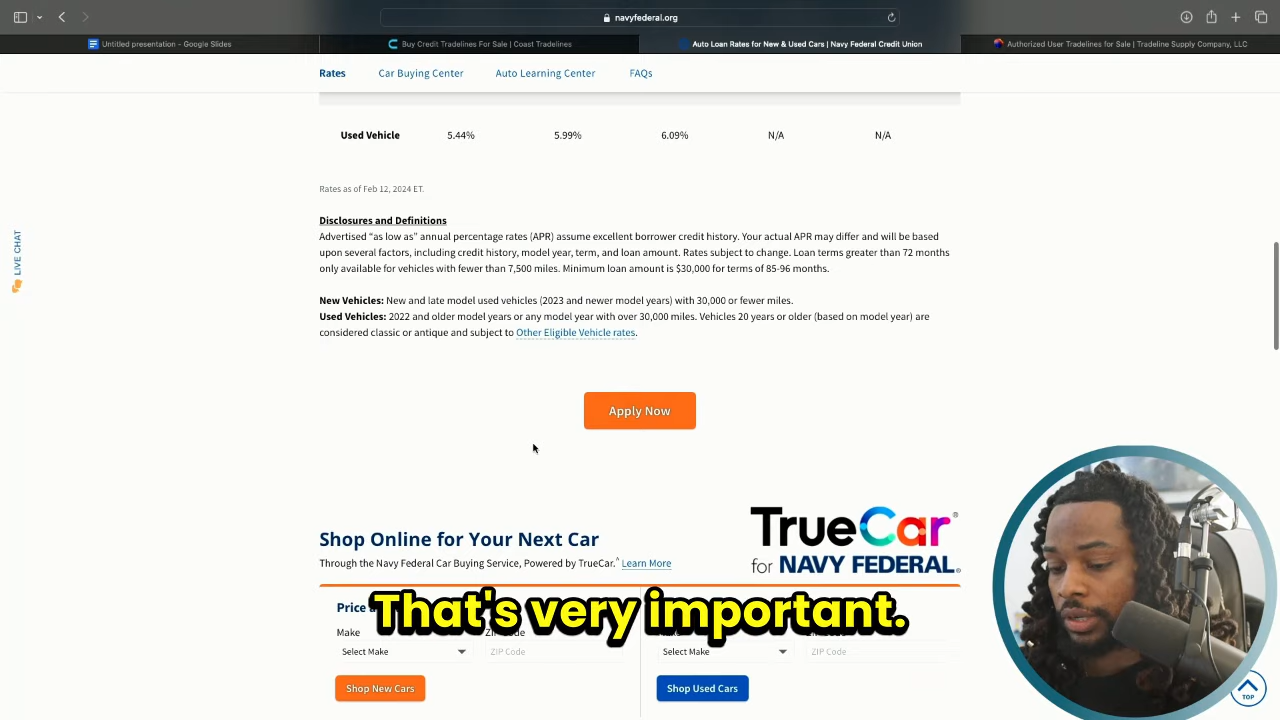 navyfederal.org
Untitled presentation - Google Slides
Buy Credit Tradelines For Sale | Coast Tradelines
Auto Loan Rates for New & Used Cars | Navy Federal Credit Union
Authorized User Tradelines for Sale | Tradeline Supply Company, LLC
Rates Car Buying Center Auto Learning Center FAQs
Used Vehicle 5.44% 5.99% 6.09% N/A N/A
Rates as of Feb 12, 2024 ET.
LIVE CHAT
Disclosures and Definitions
Advertised “as low as” annual percentage rates (APR) assume excellent borrower credit history. Your actual APR may differ and will be based
upon several factors, including credit history, model year, term, and loan amount. Rates subject to change. Loan terms greater than 72 months
only available for vehicles with fewer than 7,500 miles. Minimum loan amount is $30,000 for terms of 85-96 months.
New Vehicles: New and late model used vehicles (2023 and newer model years) with 30,000 or fewer miles.
Used Vehicles: 2022 and older model years or any model year with over 30,000 miles. Vehicles 20 years or older (based on model year) are
considered classic or antique and subject to Other Eligible Vehicle rates.
Apply Now
TrueCar®
for NAVY FEDERAL®
Shop Online for Your Next Car
Through the Navy Federal Car Buying Service, Powered by TrueCar.^ Learn More
That's very important.
Make ZIP Code
Select Make ZIP Code Select Make ZIP Code
Shop New Cars Shop Used Cars
TOP